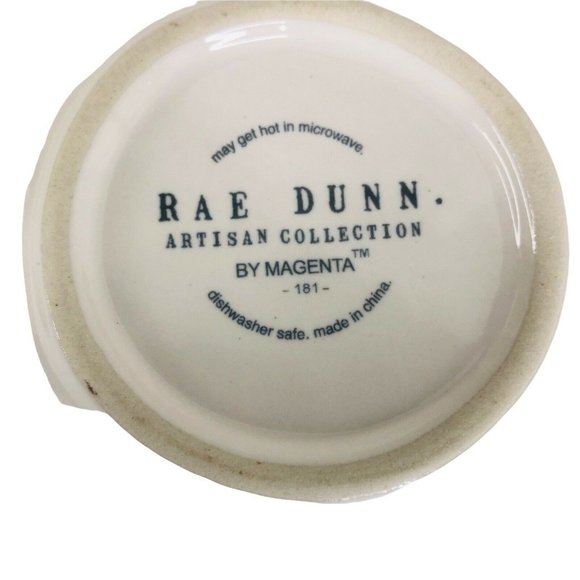 may get hot in microwave.
RAE DUNN.
ARTISAN COLLECTION
BY MAGENTA™
- 181 -
dishwasher safe. made in china.